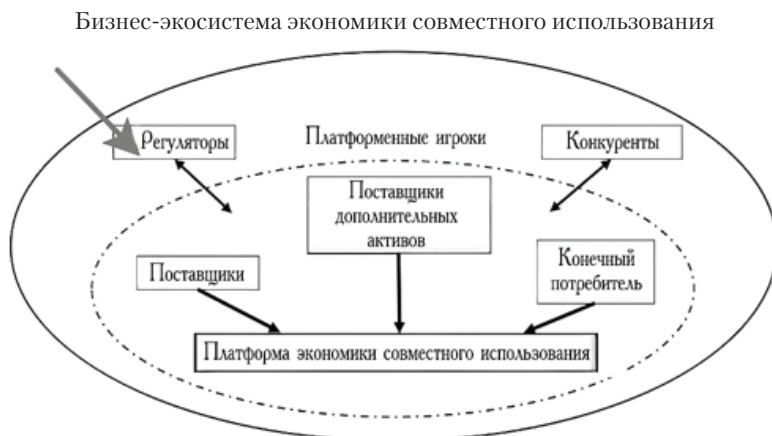 Бизнес-экосистема экономики совместного использования
Регуляторы
Платформенные игроки
Конкуренты
Поставщики
дополнительных
активов
Поставщики
Конечный
потребитель
Платформа экономики совместного использования